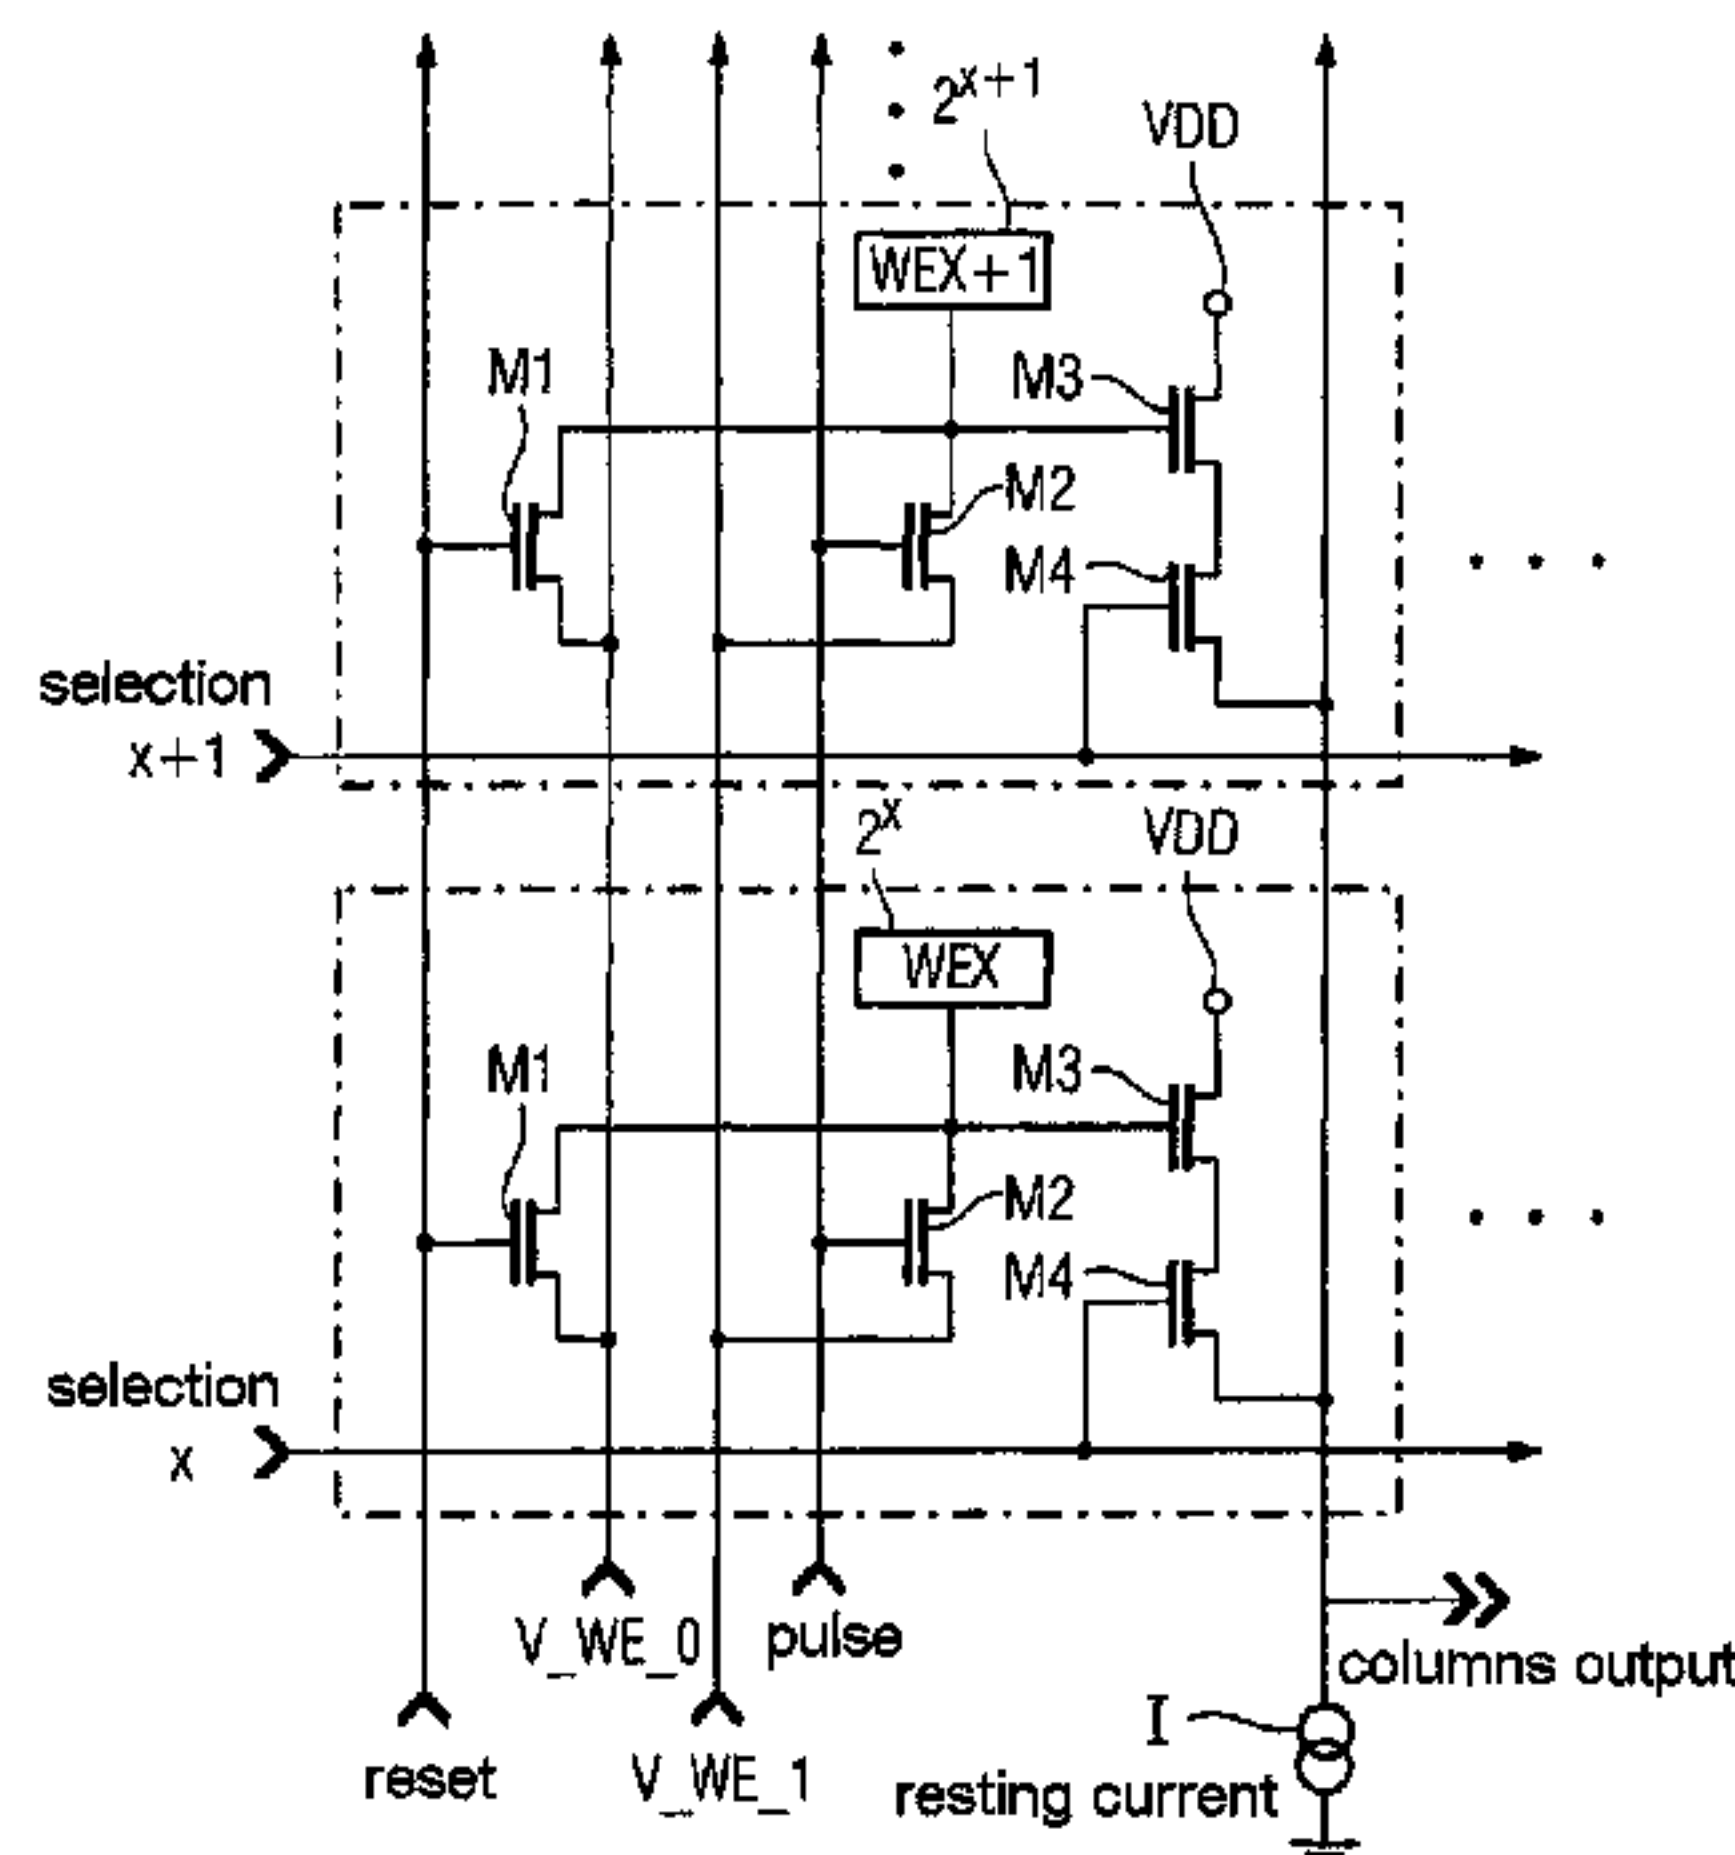 2^x+1
VDD
WEX+1
M1
M3
M2
M4
selection
x+1
2^x
VDD
WEX
M1
M3
M2
M4
selection
x
V_WE_0
pulse
columns output
I
reset
V_WE_1
resting current